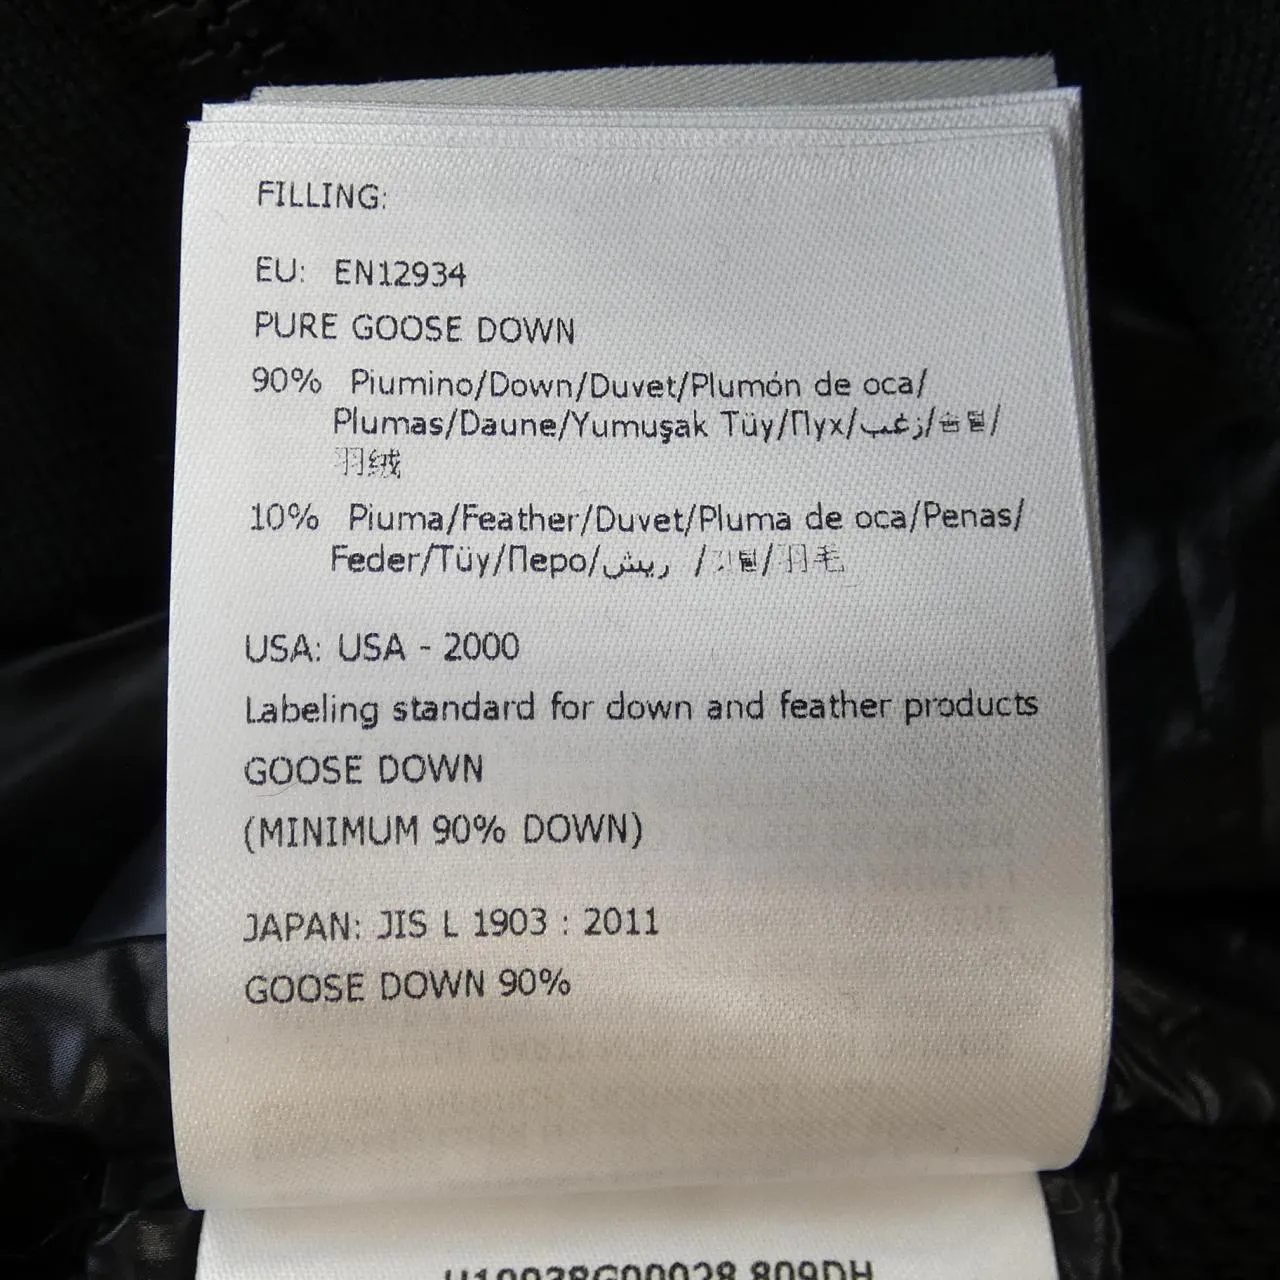 FILLING:
EU: EN12934
PURE GOOSE DOWN
90% Piumino/Down/Duvet/Plumón de oca/
Plumas/Daune/Yumuşak Tüy/Пух/زغب/솜털/
羽绒
10% Piuma/Feather/Duvet/Pluma de oca/Penas/
Feder/Tüy/Перо/ريش /깃털/羽毛
USA: USA - 2000
Labeling standard for down and feather products
GOOSE DOWN
(MINIMUM 90% DOWN)
JAPAN: JIS L 1903 : 2011
GOOSE DOWN 90%